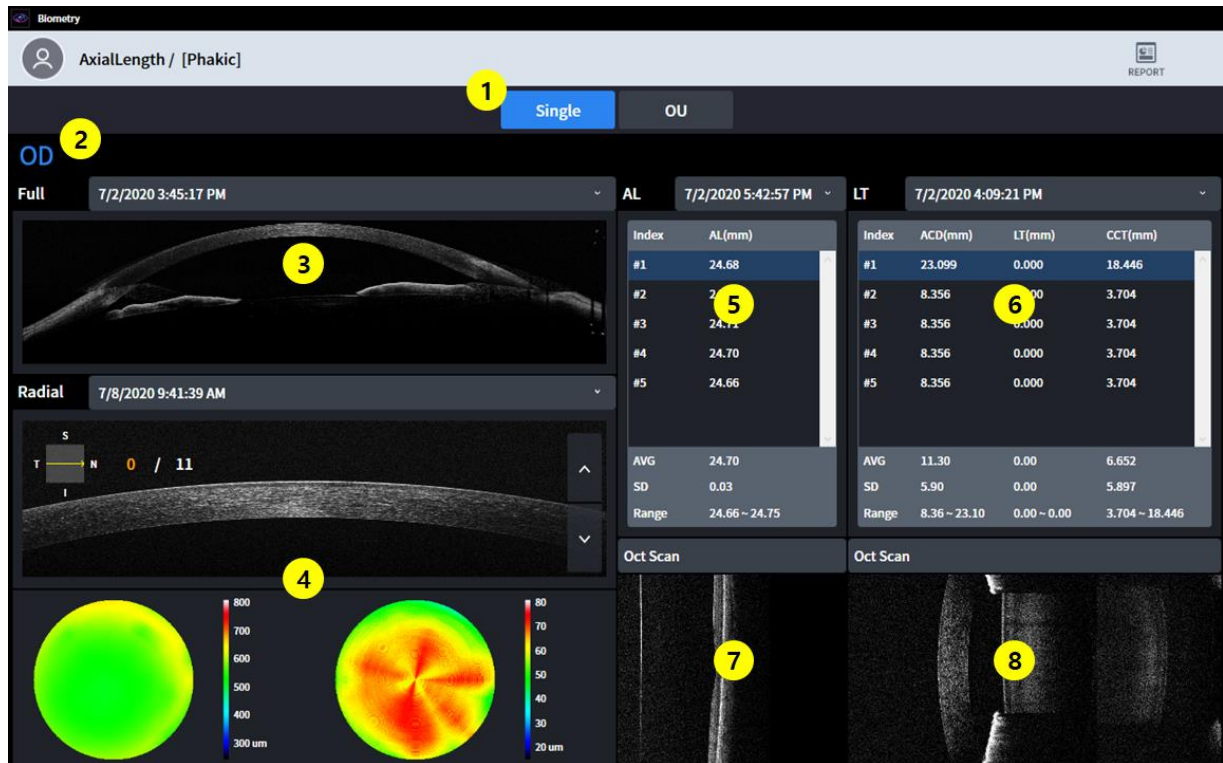 Biometry
AxialLength / [Phakic]
REPORT
1
Single
OU
2
OD
Full
7/2/2020 3:45:17 PM
3
Radial
7/8/2020 9:41:39 AM
S
T N 0 / 11
I
4
800
700
600
500
400
300 um
80
70
60
50
40
30
20 um
AL
7/2/2020 5:42:57 PM
Index AL(mm)
#1 24.68
#2
#3
#4 24.70
#5 24.66
5
AVG 24.70
SD 0.03
Range 24.66 ~ 24.75
Oct Scan
7
LT
7/2/2020 4:09:21 PM
Index ACD(mm) LT(mm) CCT(mm)
#1 23.099 0.000 18.446
#2 8.356 3.704
#3 8.356 0.000 3.704
#4 8.356 0.000 3.704
#5 8.356 0.000 3.704
6
AVG 11.30 0.00 6.652
SD 5.90 0.00 5.897
Range 8.36 ~ 23.10 0.00 ~ 0.00 3.704 ~ 18.446
Oct Scan
8